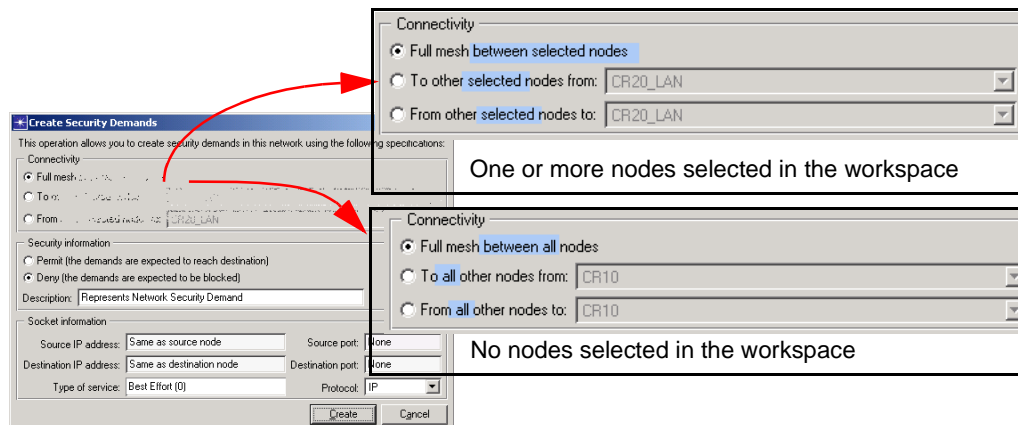 Connectivity
Full mesh between selected nodes
To other selected nodes from: CR20_LAN
From other selected nodes to: CR20_LAN
One or more nodes selected in the workspace
Create Security Demands
This operation allows you to create security demands in this network using the following specifications:
Connectivity
Full mesh
To
From CR20_LAN
Security information
Permit (the demands are expected to reach destination)
Deny (the demands are expected to be blocked)
Description: Represents Network Security Demand
Socket information
Source IP address: Same as source node Source port: None
Destination IP address: Same as destination node Destination port: None
Type of service: Best Effort (0) Protocol: IP
Create Cancel
Connectivity
Full mesh between all nodes
To all other nodes from: CR10
From all other nodes to: CR10
No nodes selected in the workspace